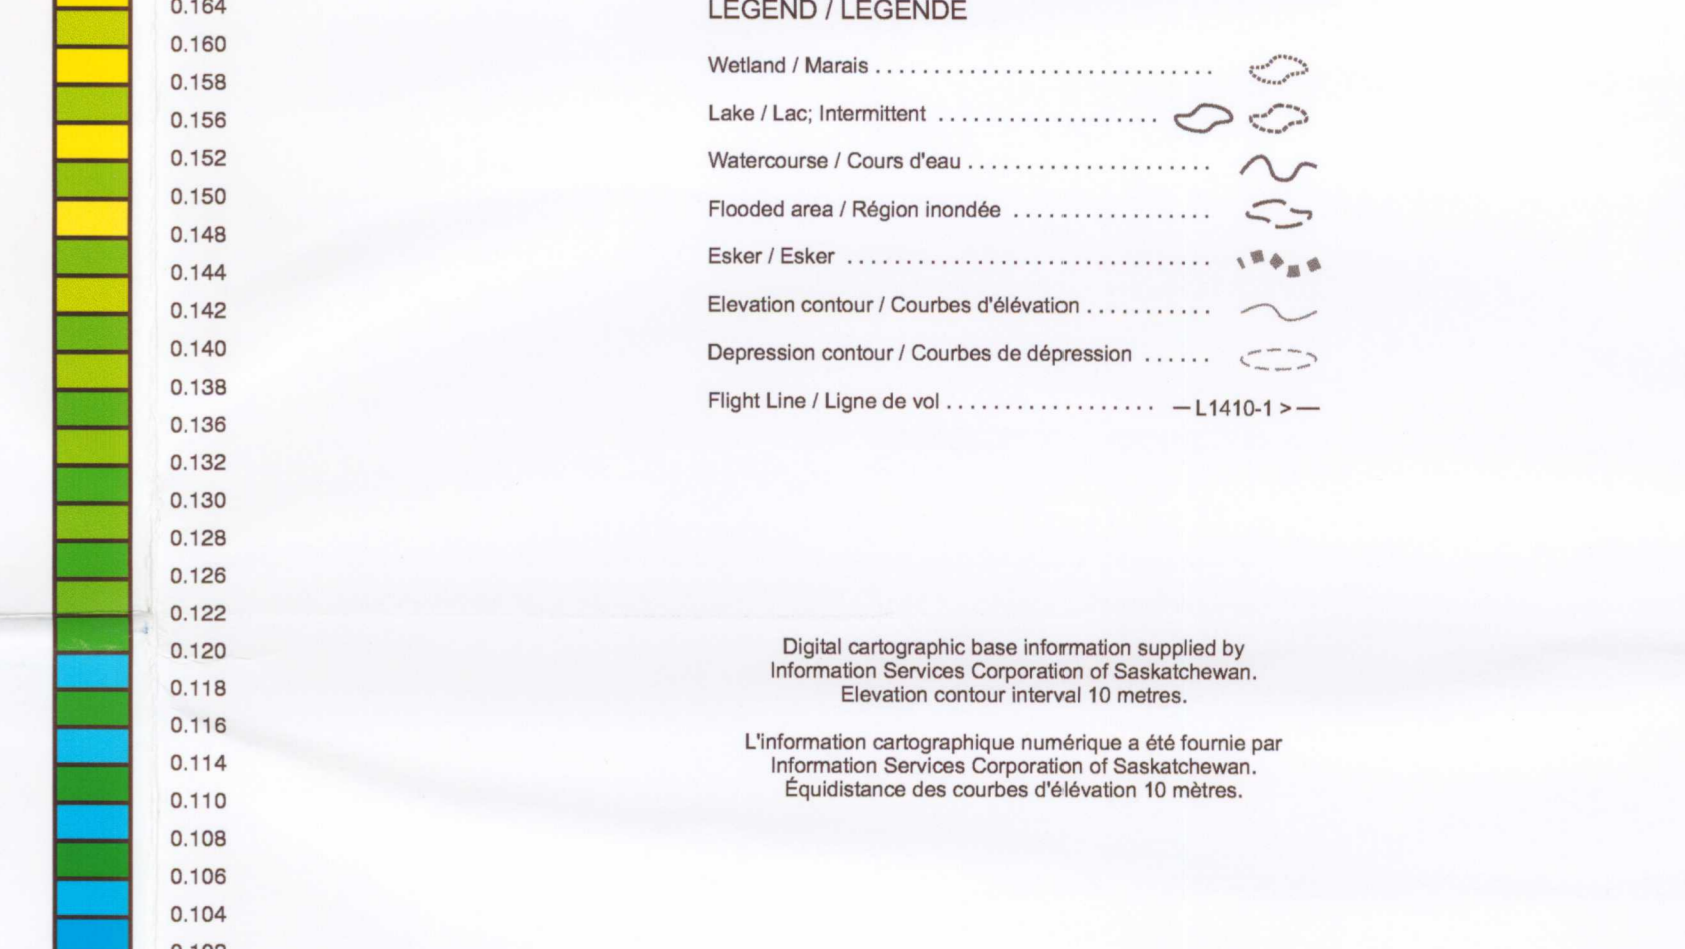 0.164
0.160
0.158
0.156
0.152
0.150
0.148
0.144
0.142
0.140
0.138
0.136
0.132
0.130
0.128
0.126
0.122
0.120
0.118
0.116
0.114
0.110
0.108
0.106
0.104
LEGEND / LÉGENDE
Wetland / Marais
Lake / Lac; Intermittent
Watercourse / Cours d'eau
Flooded area / Région inondée
Esker / Esker
Elevation contour / Courbes d'élévation
Depression contour / Courbes de dépression
Flight Line / Ligne de vol L1410-1 >
Digital cartographic base information supplied by
Information Services Corporation of Saskatchewan.
Elevation contour interval 10 metres.
L'information cartographique numérique a été fournie par
Information Services Corporation of Saskatchewan.
Équidistance des courbes d'élévation 10 mètres.